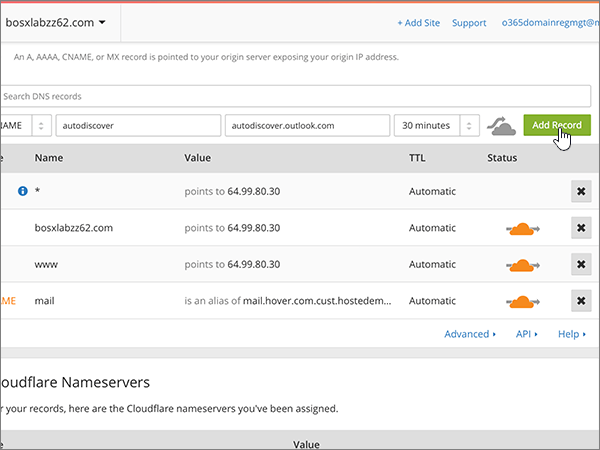 bosxlabzz62.com
+ Add Site Support o365domainregmgt@m
An A, AAAA, CNAME, or MX record is pointed to your origin server exposing your origin IP address.
Search DNS records
NAME autodiscover autodiscover.outlook.com 30 minutes Add Record
e Name Value TTL Status
* points to 64.99.80.30 Automatic
bosxlabzz62.com points to 64.99.80.30 Automatic
www points to 64.99.80.30 Automatic
AME mail is an alias of mail.hover.com.cust.hostedem... Automatic
Advanced API Help
oudflare Nameservers
r your records, here are the Cloudflare nameservers you've been assigned.
e Value